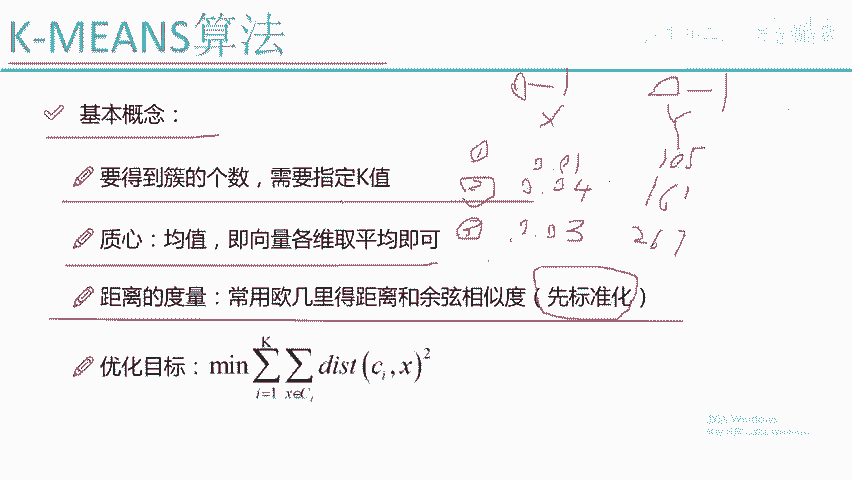 K-MEANS算法
基本概念：
要得到簇的个数，需要指定K值
质心：均值，即向量各维取平均即可
距离的度量：常用欧几里得距离和余弦相似度（先标准化）
优化目标： min ∑_{i=1}^{K} ∑_{x∈C_i} dist(c_i, x)^2
0—1 0—1
X Y
① 0.01 105
② 0.04 161
③ 0.03 267